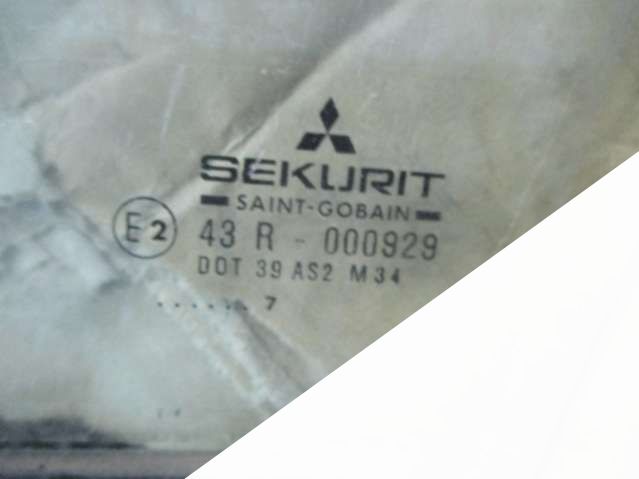 SEKURIT
SAINT-GOBAIN
E2 43 R - 000929
DOT 39 AS2 M34
...... 7